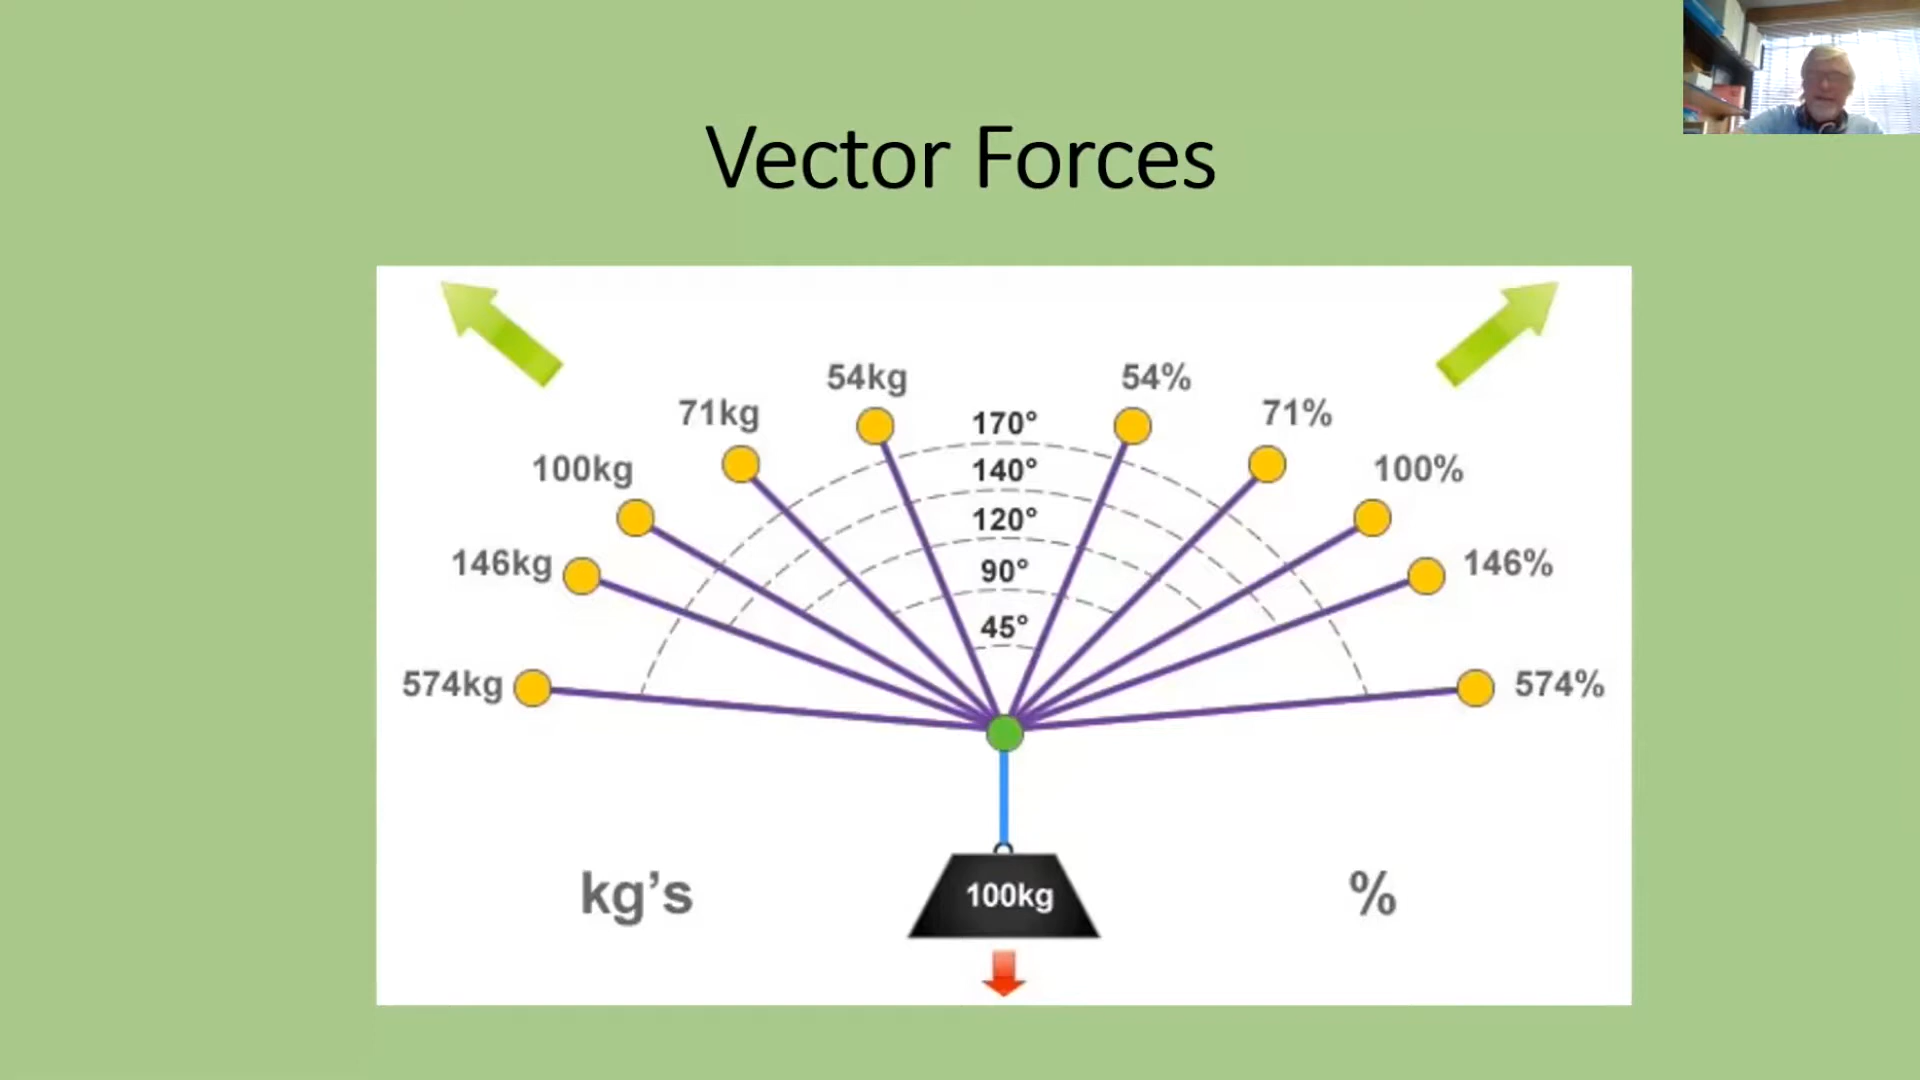 Vector Forces
54kg
54%
71kg
71%
170°
100kg
100%
140°
120°
146kg
146%
90°
45°
574kg
574%
kg’s
100kg
%